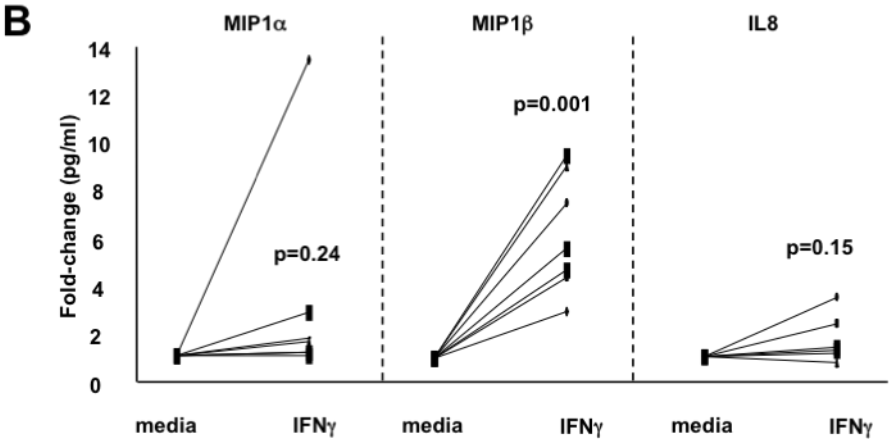 B
MIP1α MIP1β IL8
Fold-change (pg/ml)
14
12
10
8
6
4
2
0
p=0.24
p=0.001
p=0.15
media IFNγ media IFNγ media IFNγ